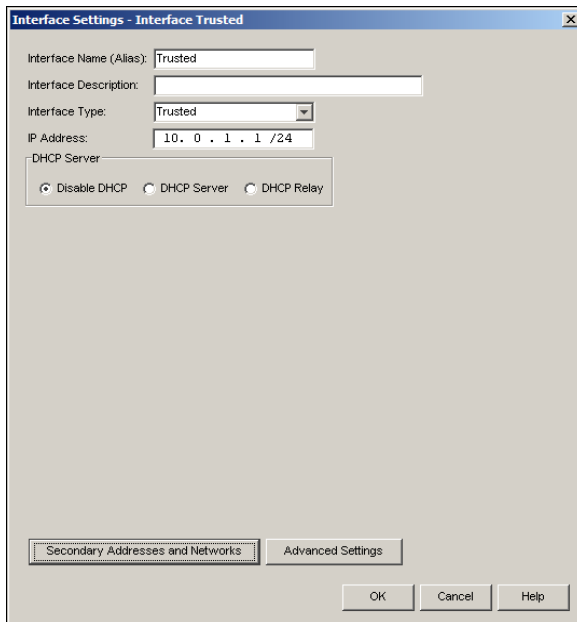 Interface Settings - Interface Trusted
Interface Name (Alias): Trusted
Interface Description:
Interface Type: Trusted
IP Address: 10. 0 . 1 . 1 /24
DHCP Server
Disable DHCP DHCP Server DHCP Relay
Secondary Addresses and Networks Advanced Settings
OK Cancel Help